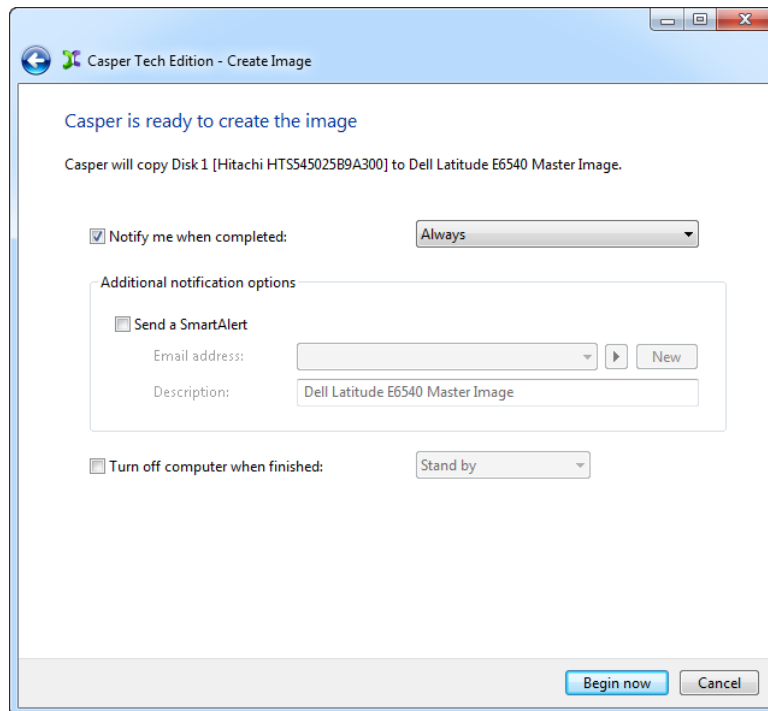 Casper Tech Edition - Create Image
Casper is ready to create the image
Casper will copy Disk 1 [Hitachi HTS545025B9A300] to Dell Latitude E6540 Master Image.
Notify me when completed: Always
Additional notification options
Send a SmartAlert
Email address: New
Description: Dell Latitude E6540 Master Image
Turn off computer when finished: Stand by
Begin now Cancel